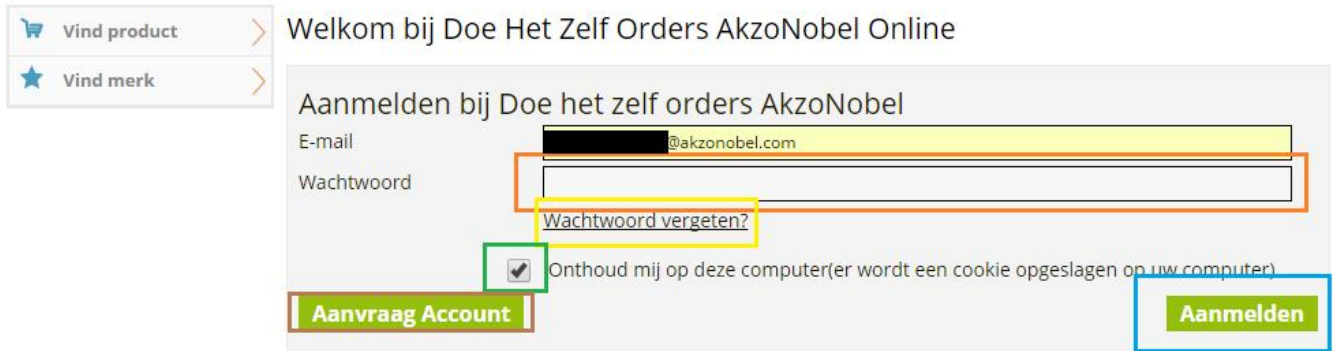 Vind product
Vind merk
Welkom bij Doe Het Zelf Orders AkzoNobel Online
Aanmelden bij Doe het zelf orders AkzoNobel
E-mail
@akzonobel.com
Wachtwoord
Wachtwoord vergeten?
Onthoud mij op deze computer(er wordt een cookie opgeslagen op uw computer)
Aanvraag Account
Aanmelden